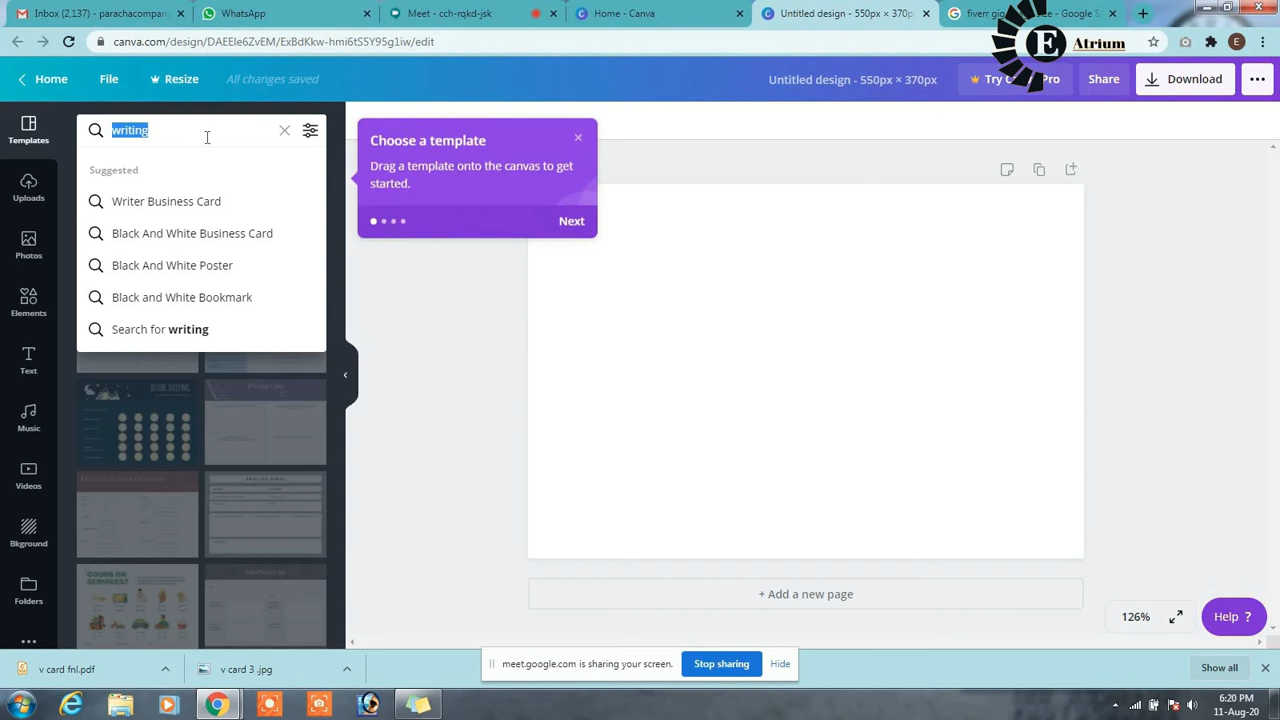 Inbox (2,137) - parachacompan
WhatsApp
Meet - cch-rqkd-jsk
Home - Canva
Untitled design - 550px × 370p
fiverr gig
Google S
canva.com/design/DAEEIe6ZvEM/ExBdKkw-hmi6tS5Y95g1iw/edit
E
Atrium
E
Home
File
Resize
All changes saved
Untitled design - 550px × 370px
Share
Download
Templates
Uploads
Photos
Elements
Text
Music
Videos
Bkground
Folders
writing
Suggested
Writer Business Card
Black And White Business Card
Black And White Poster
Black and White Bookmark
Search for writing
Choose a template
Drag a template onto the canvas to get
started.
Next
+ Add a new page
126%
Help ?
v card fnl.pdf
v card 3 .jpg
meet.google.com is sharing your screen.
Stop sharing
Hide
Show all
6:20 PM
11-Aug-20